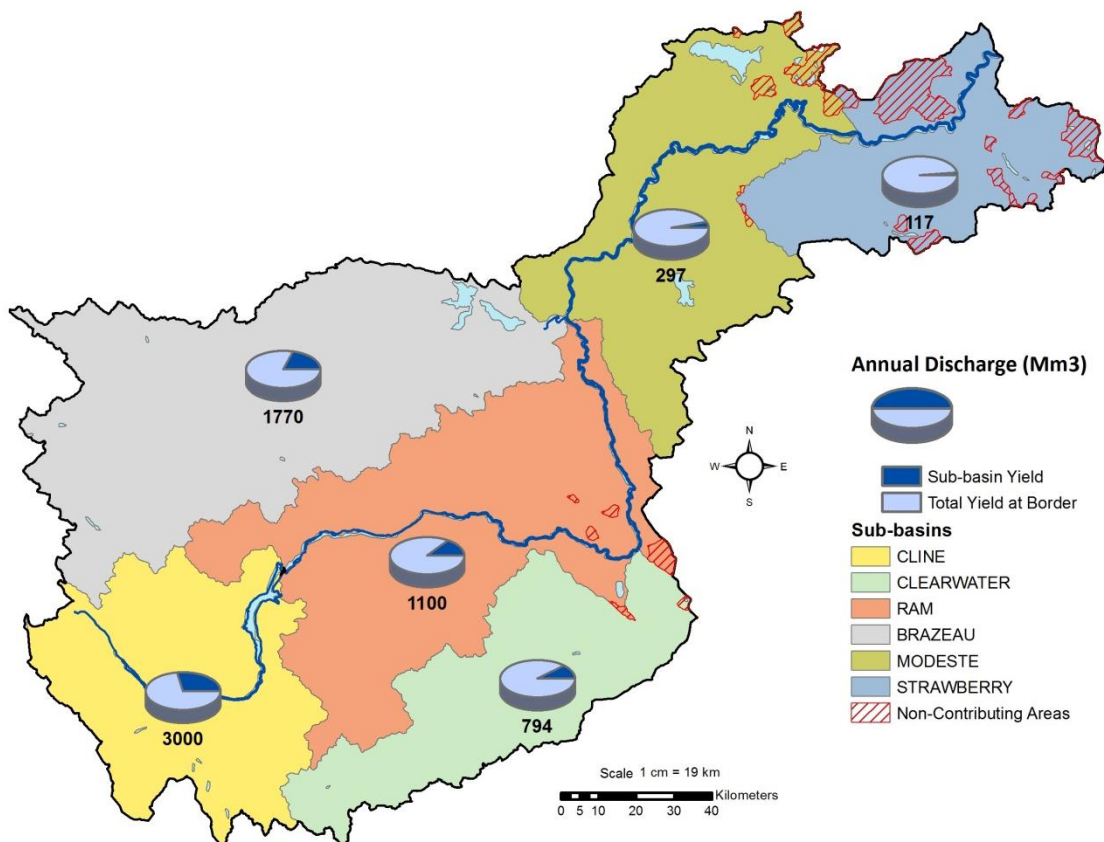 117
297
1770
1100
3000
794
N
W E
S
Scale 1 cm = 19 km
Kilometers
0 5 10 20 30 40
Annual Discharge (Mm3)
Sub-basin Yield
Total Yield at Border
Sub-basins
CLINE
CLEARWATER
RAM
BRAZEAU
MODESTE
STRAWBERRY
Non-Contributing Areas